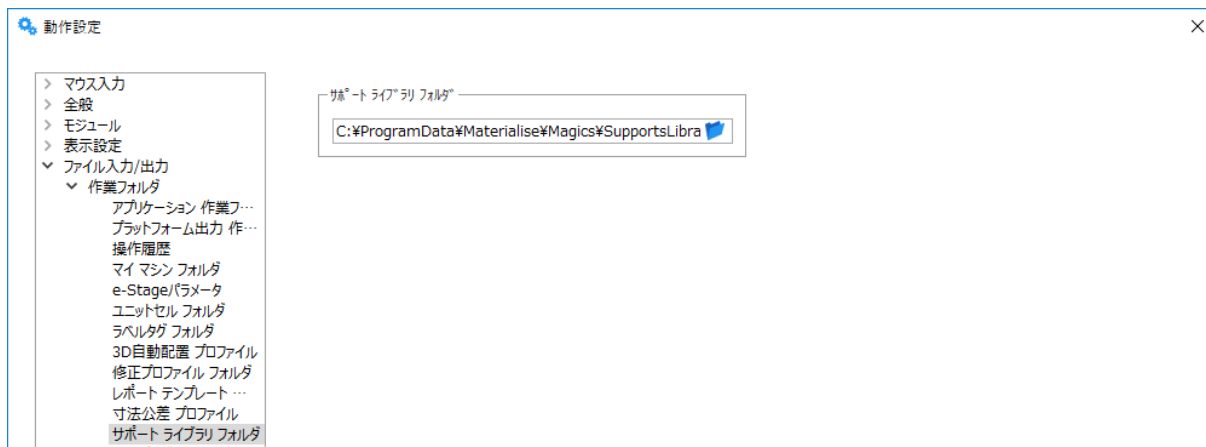 動作設定
マウス入力
全般
モジュール
表示設定
ファイル入力/出力
作業フォルダ
アプリケーション 作業フ…
プラットフォーム出力 作…
操作履歴
マイ マシン フォルダ
e-Stageパラメータ
ユニットセル フォルダ
ラベルタグ フォルダ
3D自動配置 プロファイル
修正プロファイル フォルダ
レポート テンプレート …
寸法公差 プロファイル
サポート ライブラリ フォルダ
ｻﾎﾟｰﾄ ﾗｲﾌﾞﾗﾘ ﾌｫﾙﾀﾞ
C:¥ProgramData¥Materialise¥Magics¥SupportsLibra